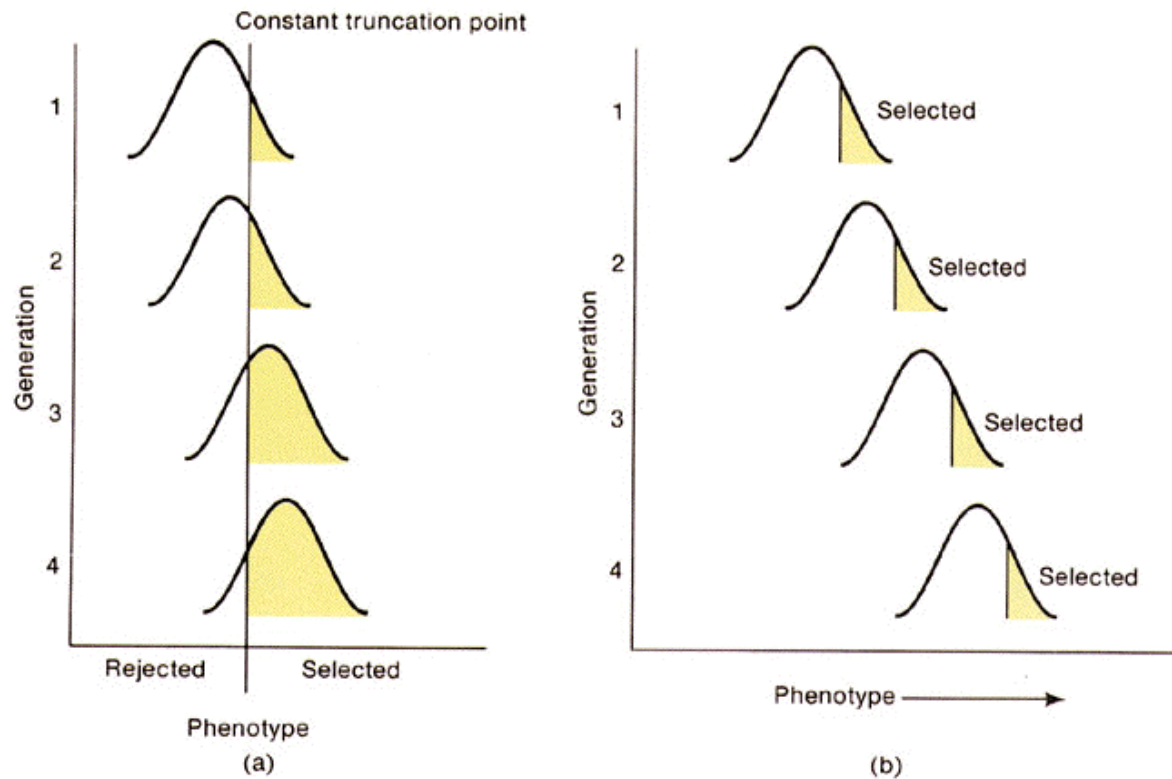 Constant truncation point
Generation
1
2
3
4
Rejected
Selected
Phenotype
(a)
Generation
1
Selected
2
Selected
3
Selected
4
Selected
Phenotype
(b)